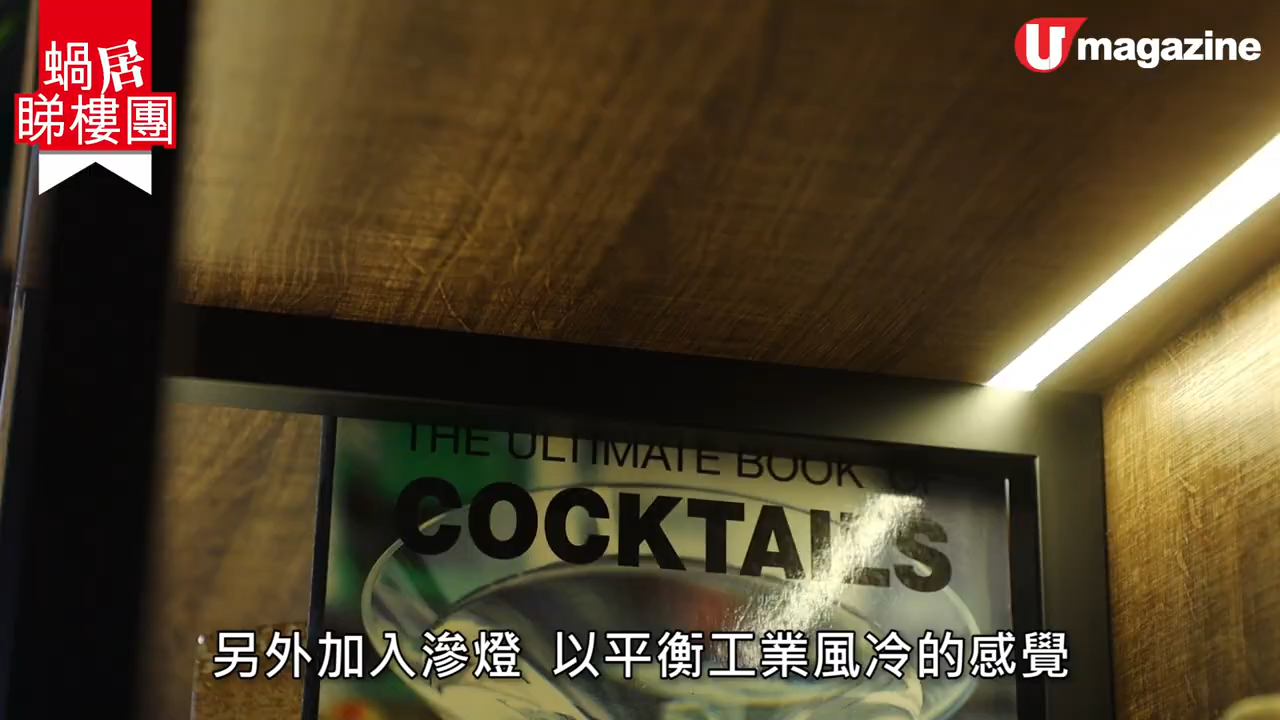 蝸居
睇樓團
U magazine
THE ULTIMATE BOOK OF
COCKTAILS
另外加入滲燈 以平衡工業風冷的感覺